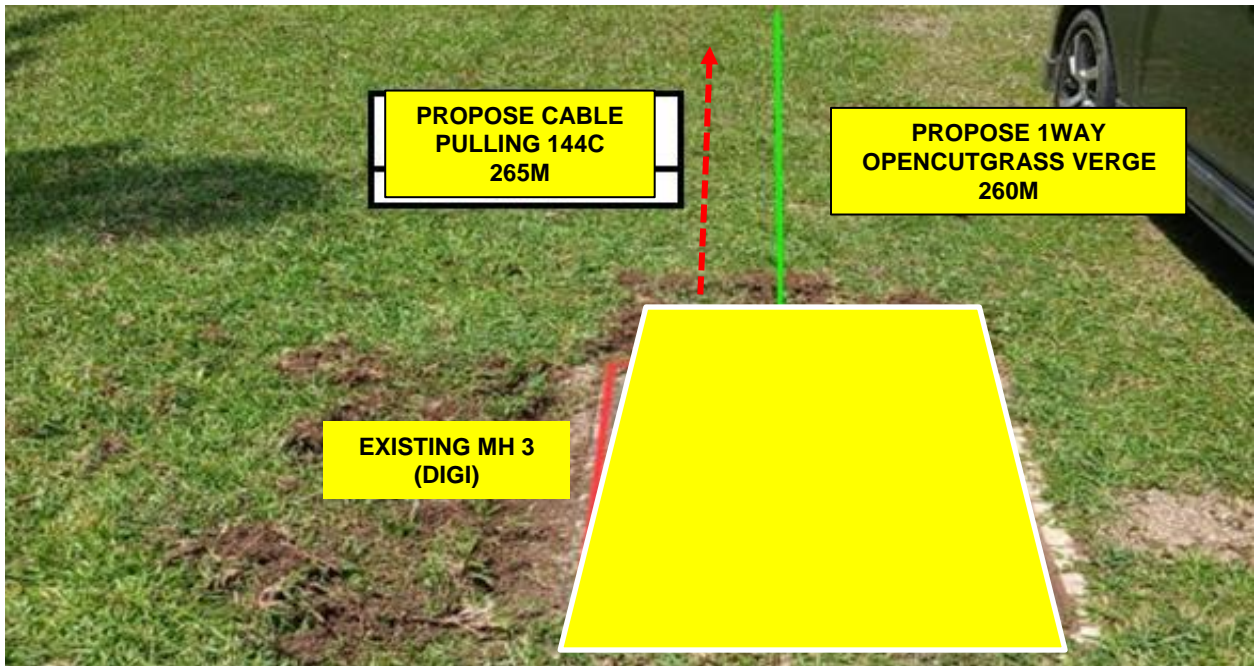 PROPOSE CABLE
PULLING 144C
265M
PROPOSE 1WAY
OPENCUTGRASS VERGE
260M
EXISTING MH 3
(DIGI)